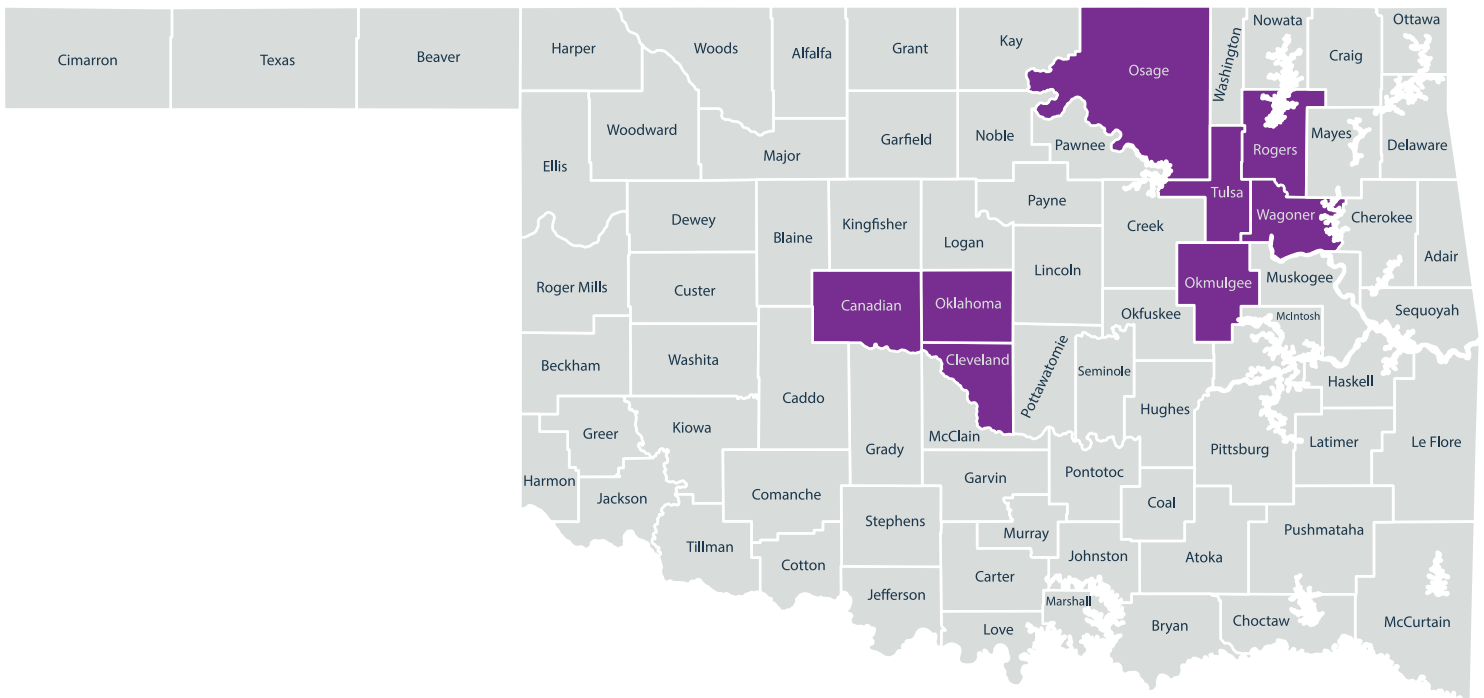 Cimarron
Texas
Beaver
Harper
Woods
Alfalfa
Grant
Kay
Osage
Washington
Nowata
Craig
Ottawa
Woodward
Major
Garfield
Noble
Pawnee
Rogers
Mayes
Delaware
Ellis
Dewey
Blaine
Kingfisher
Logan
Payne
Creek
Tulsa
Wagoner
Cherokee
Adair
Roger Mills
Custer
Canadian
Oklahoma
Lincoln
Okfuskee
Okmulgee
Muskogee
McIntosh
Sequoyah
Beckham
Washita
Caddo
Cleveland
Pottawatomie
Seminole
Hughes
Haskell
Greer
Kiowa
Grady
McClain
Pittsburg
Latimer
Le Flore
Harmon
Jackson
Comanche
Garvin
Pontotoc
Coal
Tillman
Cotton
Stephens
Murray
Johnston
Atoka
Pushmataha
Jefferson
Carter
Love
Marshall
Bryan
Choctaw
McCurtain